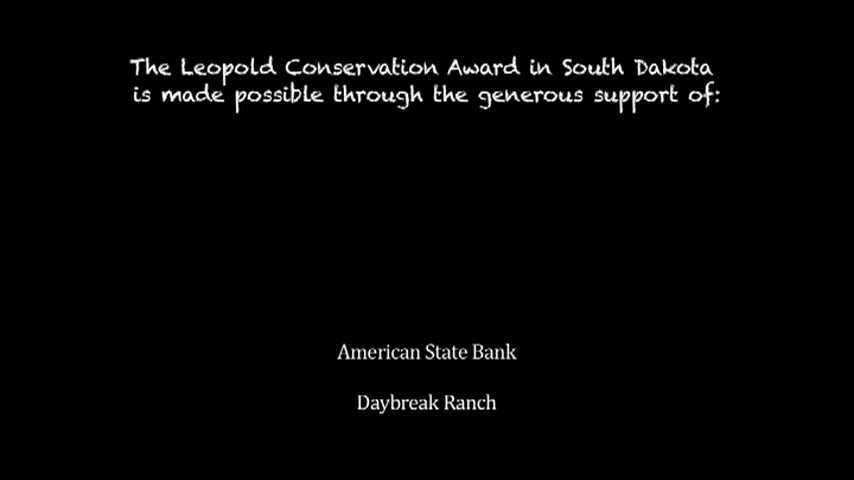 The Leopold Conservation Award in South Dakota
is made possible through the generous support of:
American State Bank
Daybreak Ranch